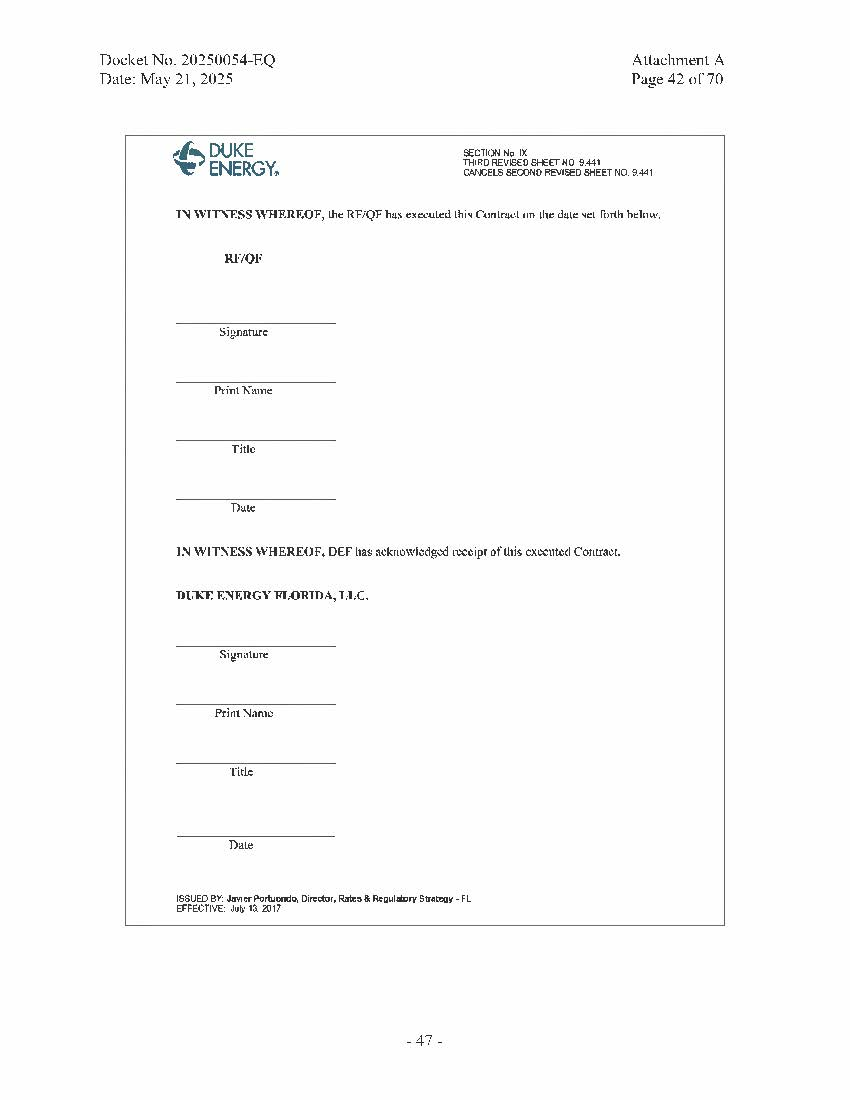 Docket No. 20250054-EQ
Date: May 21, 2025
Attachment A
Page 42 of 70
DUKE
ENERGY®
SECTION No. IX
THIRD REVISED SHEET NO. 9.441
CANCELS SECOND REVISED SHEET NO. 9.441
IN WITNESS WHEREOF, the RF/QF has executed this Contract on the date set forth below.
RF/QF
Signature
Print Name
Title
Date
IN WITNESS WHEREOF, DEF has acknowledged receipt of this executed Contract.
DUKE ENERGY FLORIDA, LLC.
Signature
Print Name
Title
Date
ISSUED BY: Javier Portuondo, Director, Rates & Regulatory Strategy - FL
EFFECTIVE: July 13, 2017
- 47 -